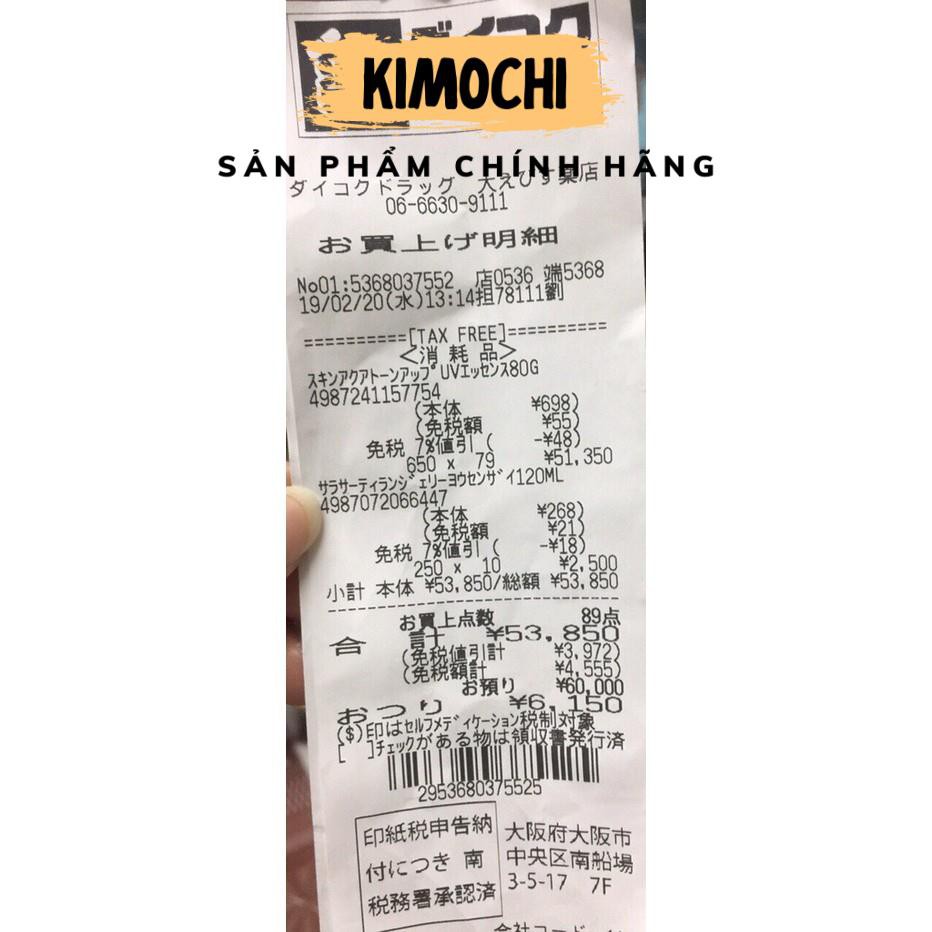 ダイコク
KIMOCHI
SẢN PHẨM CHÍNH HÃNG
ダイコクドラッグ 大えびす薬店
06-6630-9111
お買上げ明細
No01:5368037552 店0536 端5368
19/02/20(水)13:14担78111劉
==========[TAX FREE]==========
<消耗品>
スキンアクアトーンアップUVエッセンス80G
4987241157754
(本体 ¥698)
(免税額 ¥55)
免税 7%値引( -¥48)
650 x 79 ¥51,350
サラサーティランジェリーヨウセンザイ120ML
4987072066447
(本体 ¥268)
(免税額 ¥21)
免税 7%値引( -¥18)
250 x 10 ¥2,500
小計 本体 ¥53,850/総額 ¥53,850
お買上点数 89点
合 計 ¥53,850
(免税値引計 ¥3,972)
(免税額計 ¥4,555)
お預り ¥60,000
おつり ¥6,150
($)印はセルフメディケーション税制対象
[ ]チェックがある物は領収書発行済
2953680375525
印紙税申告納
付につき 南
税務署承認済
大阪府大阪市
中央区南船場
3-5-17 7F
会社コード